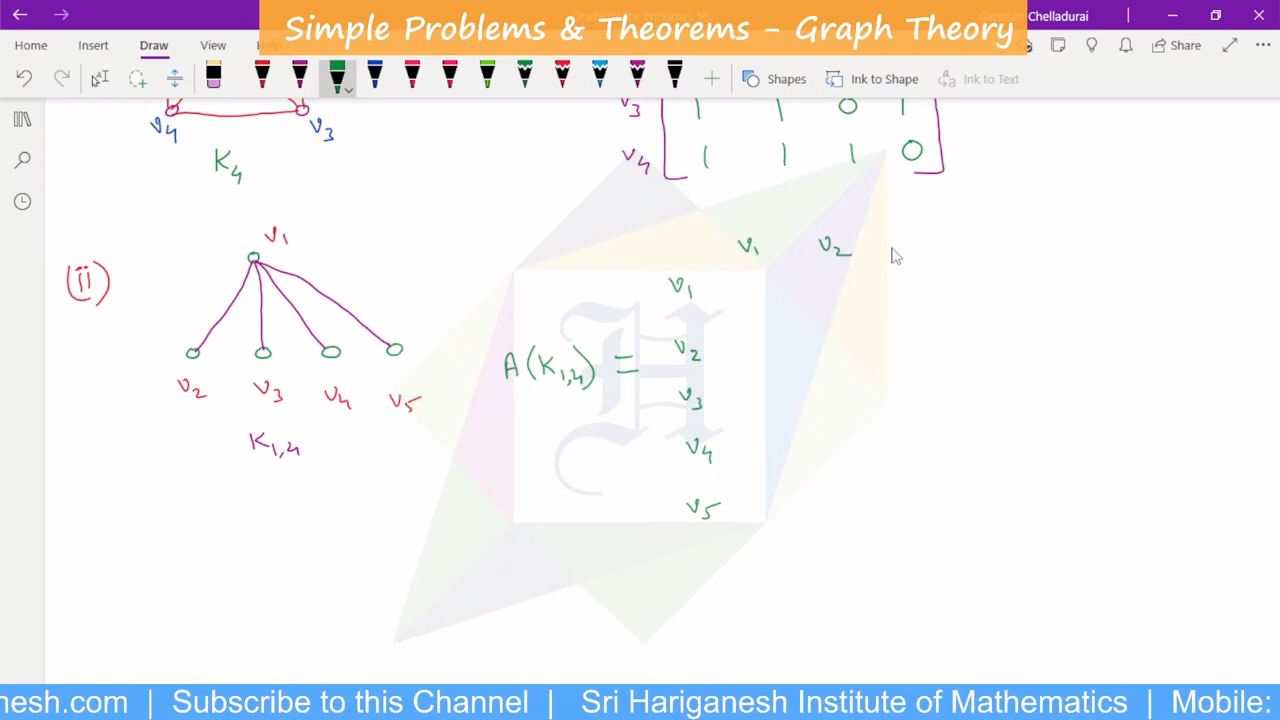 Simple Problems & Theorems - Graph Theory
Chelladurai
Home Insert Draw View
Share
Shapes Ink to Shape Ink to Text
v4 v3
K4
v3 1 1 0 1
v4 1 1 1 0
(ii)
v1
v2 v3 v4 v5
K1,4
v1 v2
v1
v2
A(K1,4) =
v3
v4
v5
nesh.com | Subscribe to this Channel | Sri Hariganesh Institute of Mathematics | Mobile: